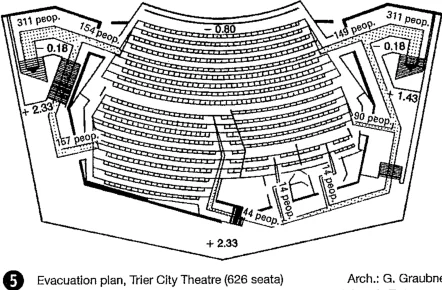 311 peop.
154 peop.
− 0.80
149 peop.
311 peop.
− 0.18
− 0.18
+ 2.33
+ 1.43
157 peop.
90 peop.
14 peop.
14 peop.
44 peop.
+ 2.33
5 Evacuation plan, Trier City Theatre (626 seata) Arch.: G. Graubne